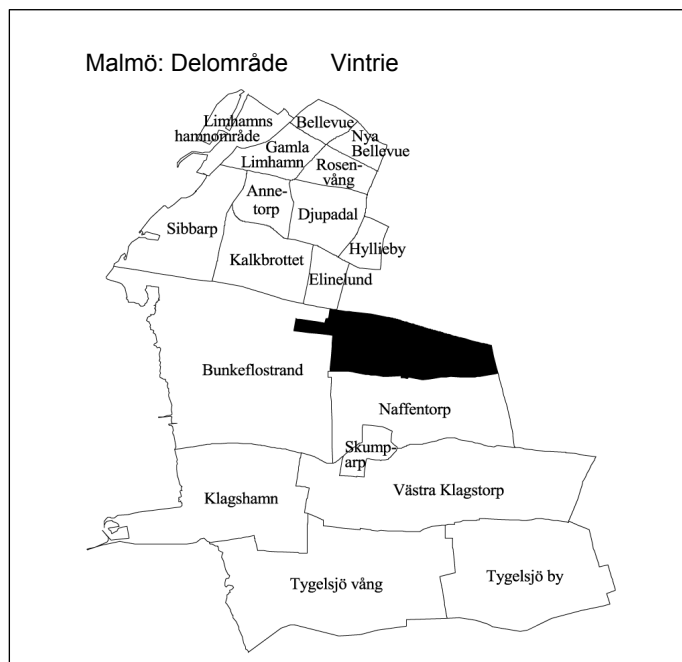 Malmö: Delområde Vintrie
Limhamns
hamnområde
Bellevue
Nya
Bellevue
Gamla
Limhamn
Rosen-
vång
Anne-
torp
Djupadal
Sibbarp
Hyllieby
Kalkbrottet
Elinelund
Bunkeflostrand
Naffentorp
Skump-
arp
Klagshamn
Västra Klagstorp
Tygelsjö vång
Tygelsjö by